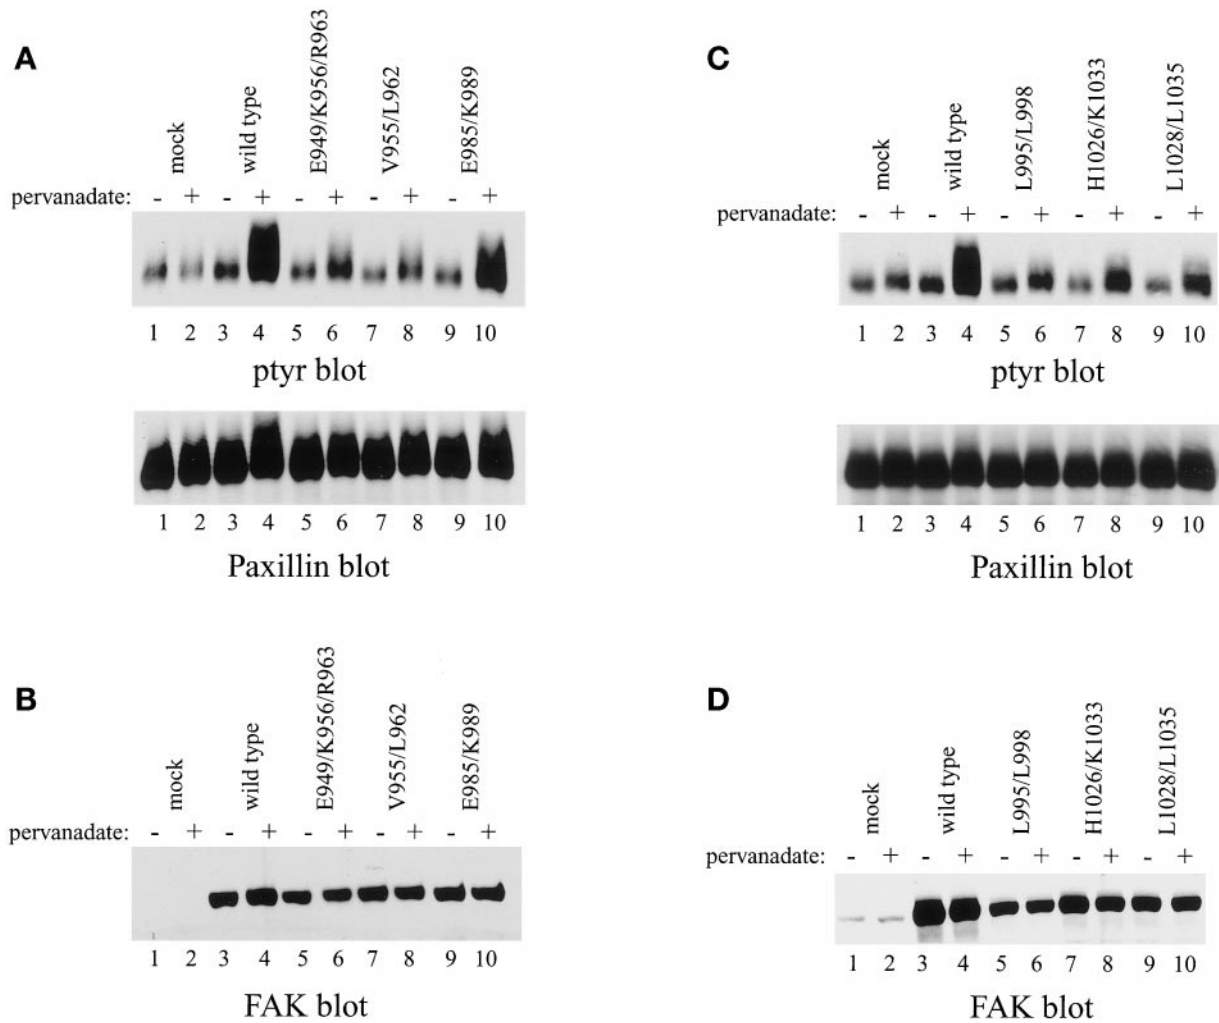 A
mock
wild type
E949/K956/R963
V955/L962
E985/K989
pervanadate: - + - + - + - + - +
1 2 3 4 5 6 7 8 9 10
ptyr blot
1 2 3 4 5 6 7 8 9 10
Paxillin blot
B
mock
wild type
E949/K956/R963
V955/L962
E985/K989
pervanadate: - + - + - + - + - +
1 2 3 4 5 6 7 8 9 10
FAK blot
C
mock
wild type
L995/L998
H1026/K1033
L1028/L1035
pervanadate: - + - + - + - + - +
1 2 3 4 5 6 7 8 9 10
ptyr blot
1 2 3 4 5 6 7 8 9 10
Paxillin blot
D
mock
wild type
L995/L998
H1026/K1033
L1028/L1035
pervanadate: - + - + - + - + - +
1 2 3 4 5 6 7 8 9 10
FAK blot